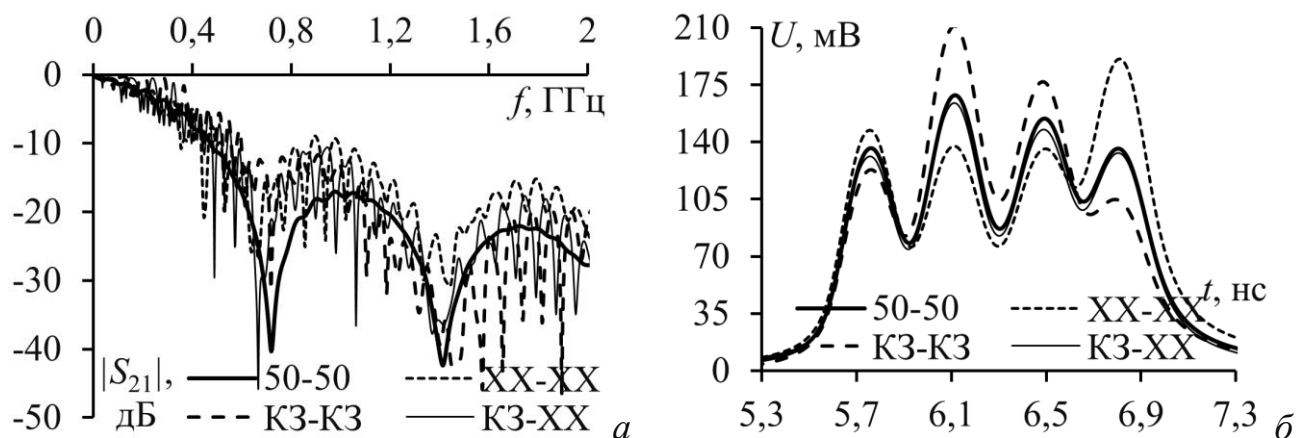 0 0,4 0,8 1,2 1,6 2
0
f, ГГц
-10
-20
-30
-40
|S21|, 50-50 ХХ-ХХ
дБ КЗ-КЗ КЗ-ХХ
-50
а
210 U, мВ
175
140
105
70
35 50-50 ХХ-ХХ t, нс
КЗ-КЗ КЗ-ХХ
0
5,3 5,7 6,1 6,5 6,9 7,3
б